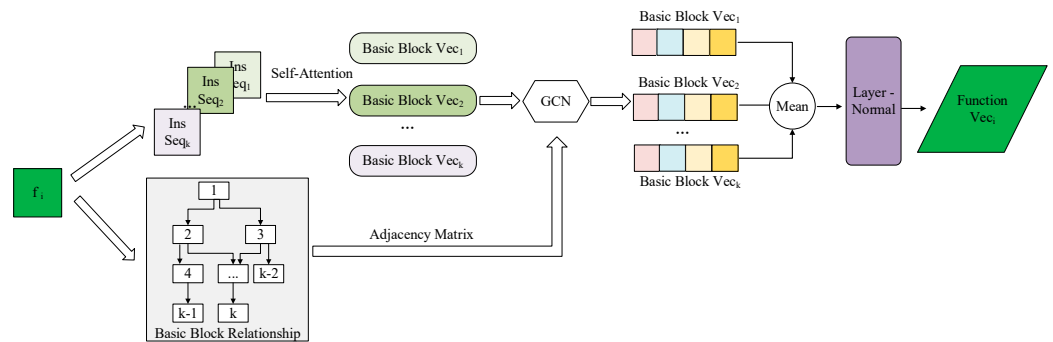 f i
Ins
Seq1
Ins
Seq2
...
Ins
Seqk
Self-Attention
Basic Block Vec1
Basic Block Vec2
...
Basic Block Veck
GCN
Basic Block Vec1
Basic Block Vec2
...
Basic Block Veck
Mean
Layer -
Normal
Function
Veci
1
2
3
4
...
k-2
k-1
k
Basic Block Relationship
Adjacency Matrix